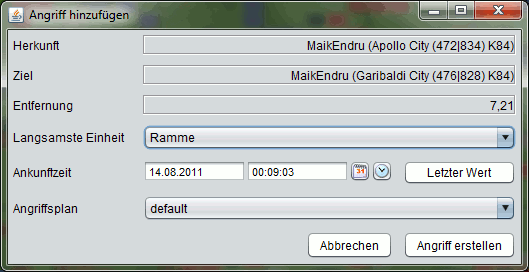 Angriff hinzufügen
Herkunft MaikEndru (Apollo City (472|834) K84)
Ziel MaikEndru (Garibaldi City (476|828) K84)
Entfernung 7,21
Langsamste Einheit Ramme
Ankunftzeit 14.08.2011 00:09:03 31 Letzter Wert
Angriffsplan default
Abbrechen Angriff erstellen